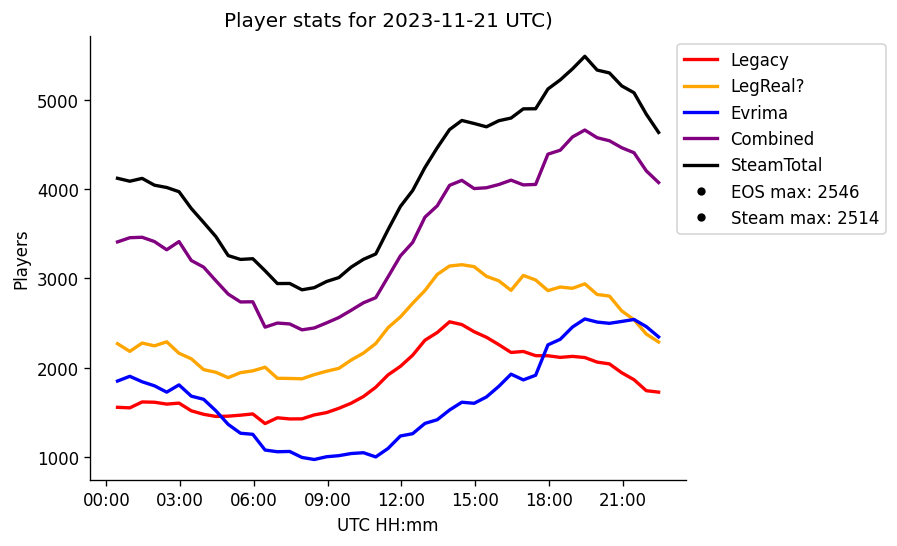 Player stats for 2023-11-21 UTC)
Legacy
LegReal?
Evrima
Combined
SteamTotal
EOS max: 2546
Steam max: 2514
Players
5000
4000
3000
2000
1000
00:00 03:00 06:00 09:00 12:00 15:00 18:00 21:00
UTC HH:mm